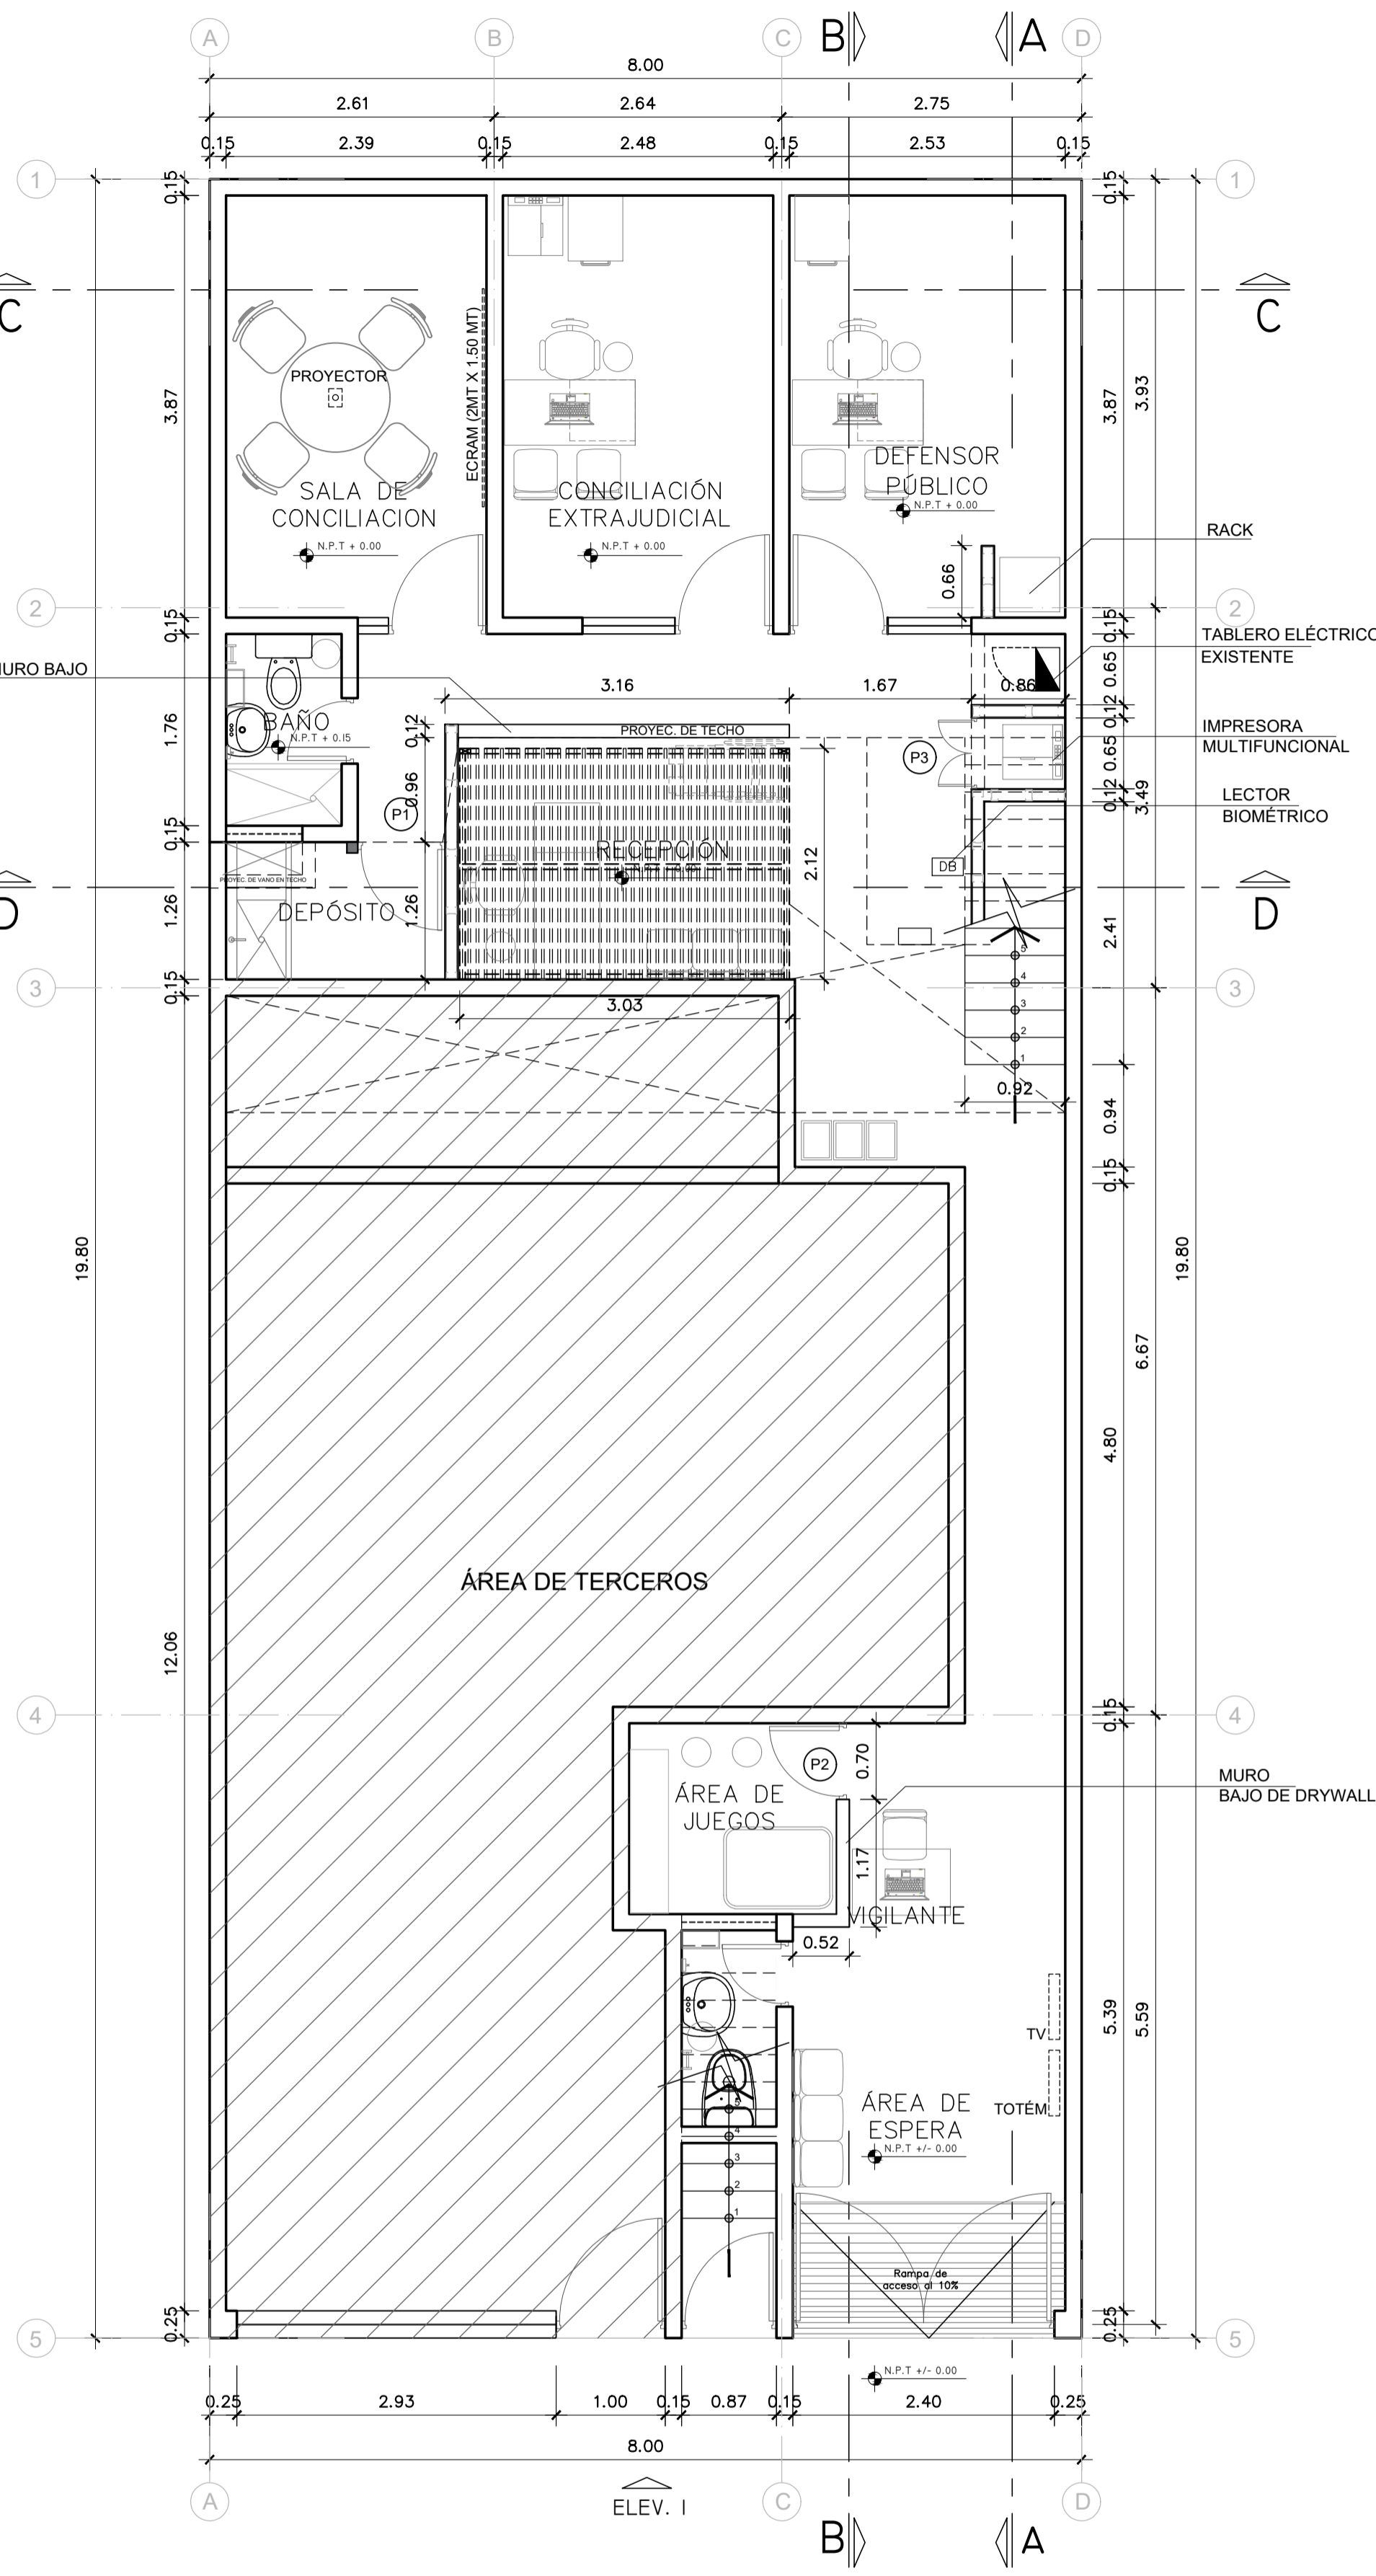 A
B
C
B
A
D
8.00
2.61
2.64
2.75
0.15
2.39
0.15
2.48
0.15
2.53
0.15
1
0.15
0.15
1
C
C
ECRAM (2MT X 1.50 MT)
PROYECTOR
3.87
3.87
3.93
SALA DE
CONCILIACION
N.P.T + 0.00
CONCILIACIÓN
EXTRAJUDICIAL
N.P.T + 0.00
DEFENSOR
PÚBLICO
N.P.T + 0.00
RACK
0.66
2
0.15
0.15
2
TABLERO ELÉCTRICO
EXISTENTE
MURO BAJO
3.16
1.67
0.86
0.65
BAÑO
N.P.T + 0.15
1.76
0.12
PROYEC. DE TECHO
0.12
IMPRESORA
MULTIFUNCIONAL
P3
0.65
0.96
P1
0.12
3.49
LECTOR
BIOMÉTRICO
0.15
RECEPCIÓN
2.12
DB
PROYEC. DE VANO EN TECHO
D
D
DEPÓSITO
1.26
1.26
2.41
5
4
3
2
1
3
0.15
3
3.03
0.92
0.94
0.15
19.80
19.80
6.67
4.80
ÁREA DE TERCEROS
12.06
4
0.15
4
P2
0.70
ÁREA DE
JUEGOS
MURO
BAJO DE DRYWALL
1.17
VIGILANTE
0.52
5.39
5.59
TV
TOTÉM
ÁREA DE
ESPERA
N.P.T +/- 0.00
5
4
3
2
1
Rampa de
acceso al 10%
0.25
0.25
5
5
N.P.T +/- 0.00
0.25
2.93
1.00
0.15
0.87
0.15
2.40
0.25
8.00
A
C
D
ELEV. I
B
A